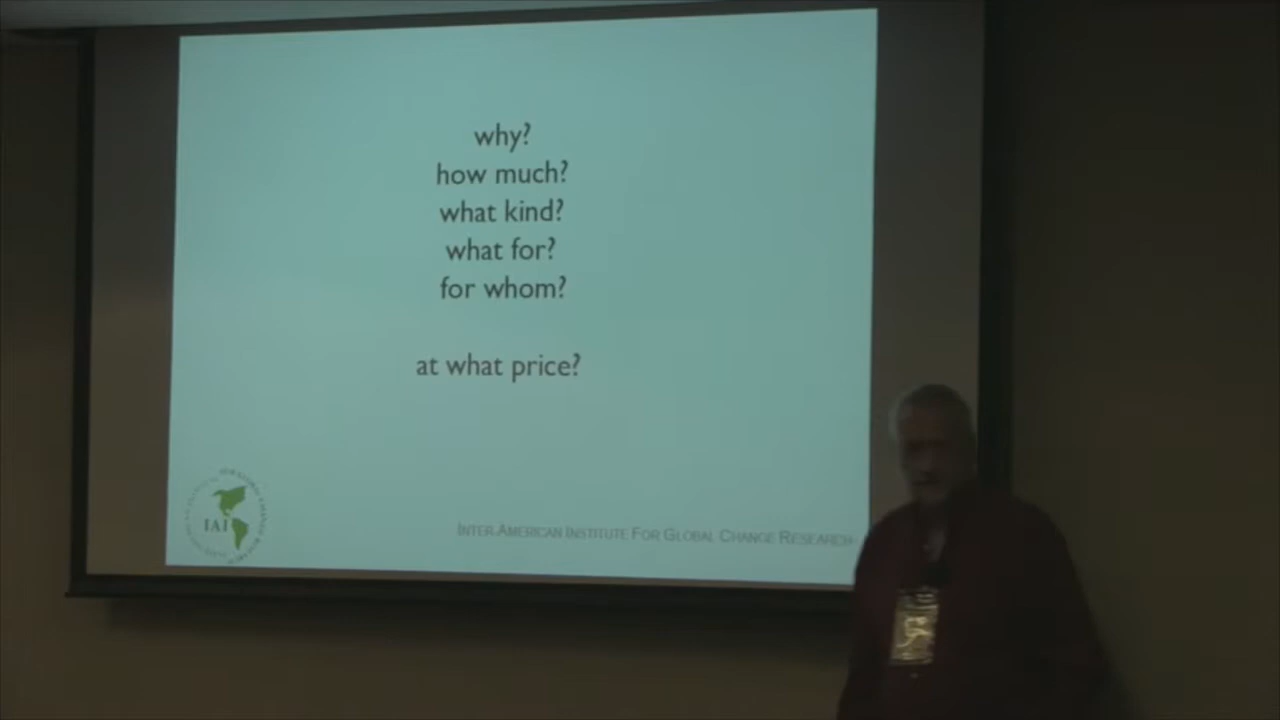 why?
how much?
what kind?
what for?
for whom?
at what price?
IAI
INTER-AMERICAN INSTITUTE FOR GLOBAL CHANGE RESEARCH